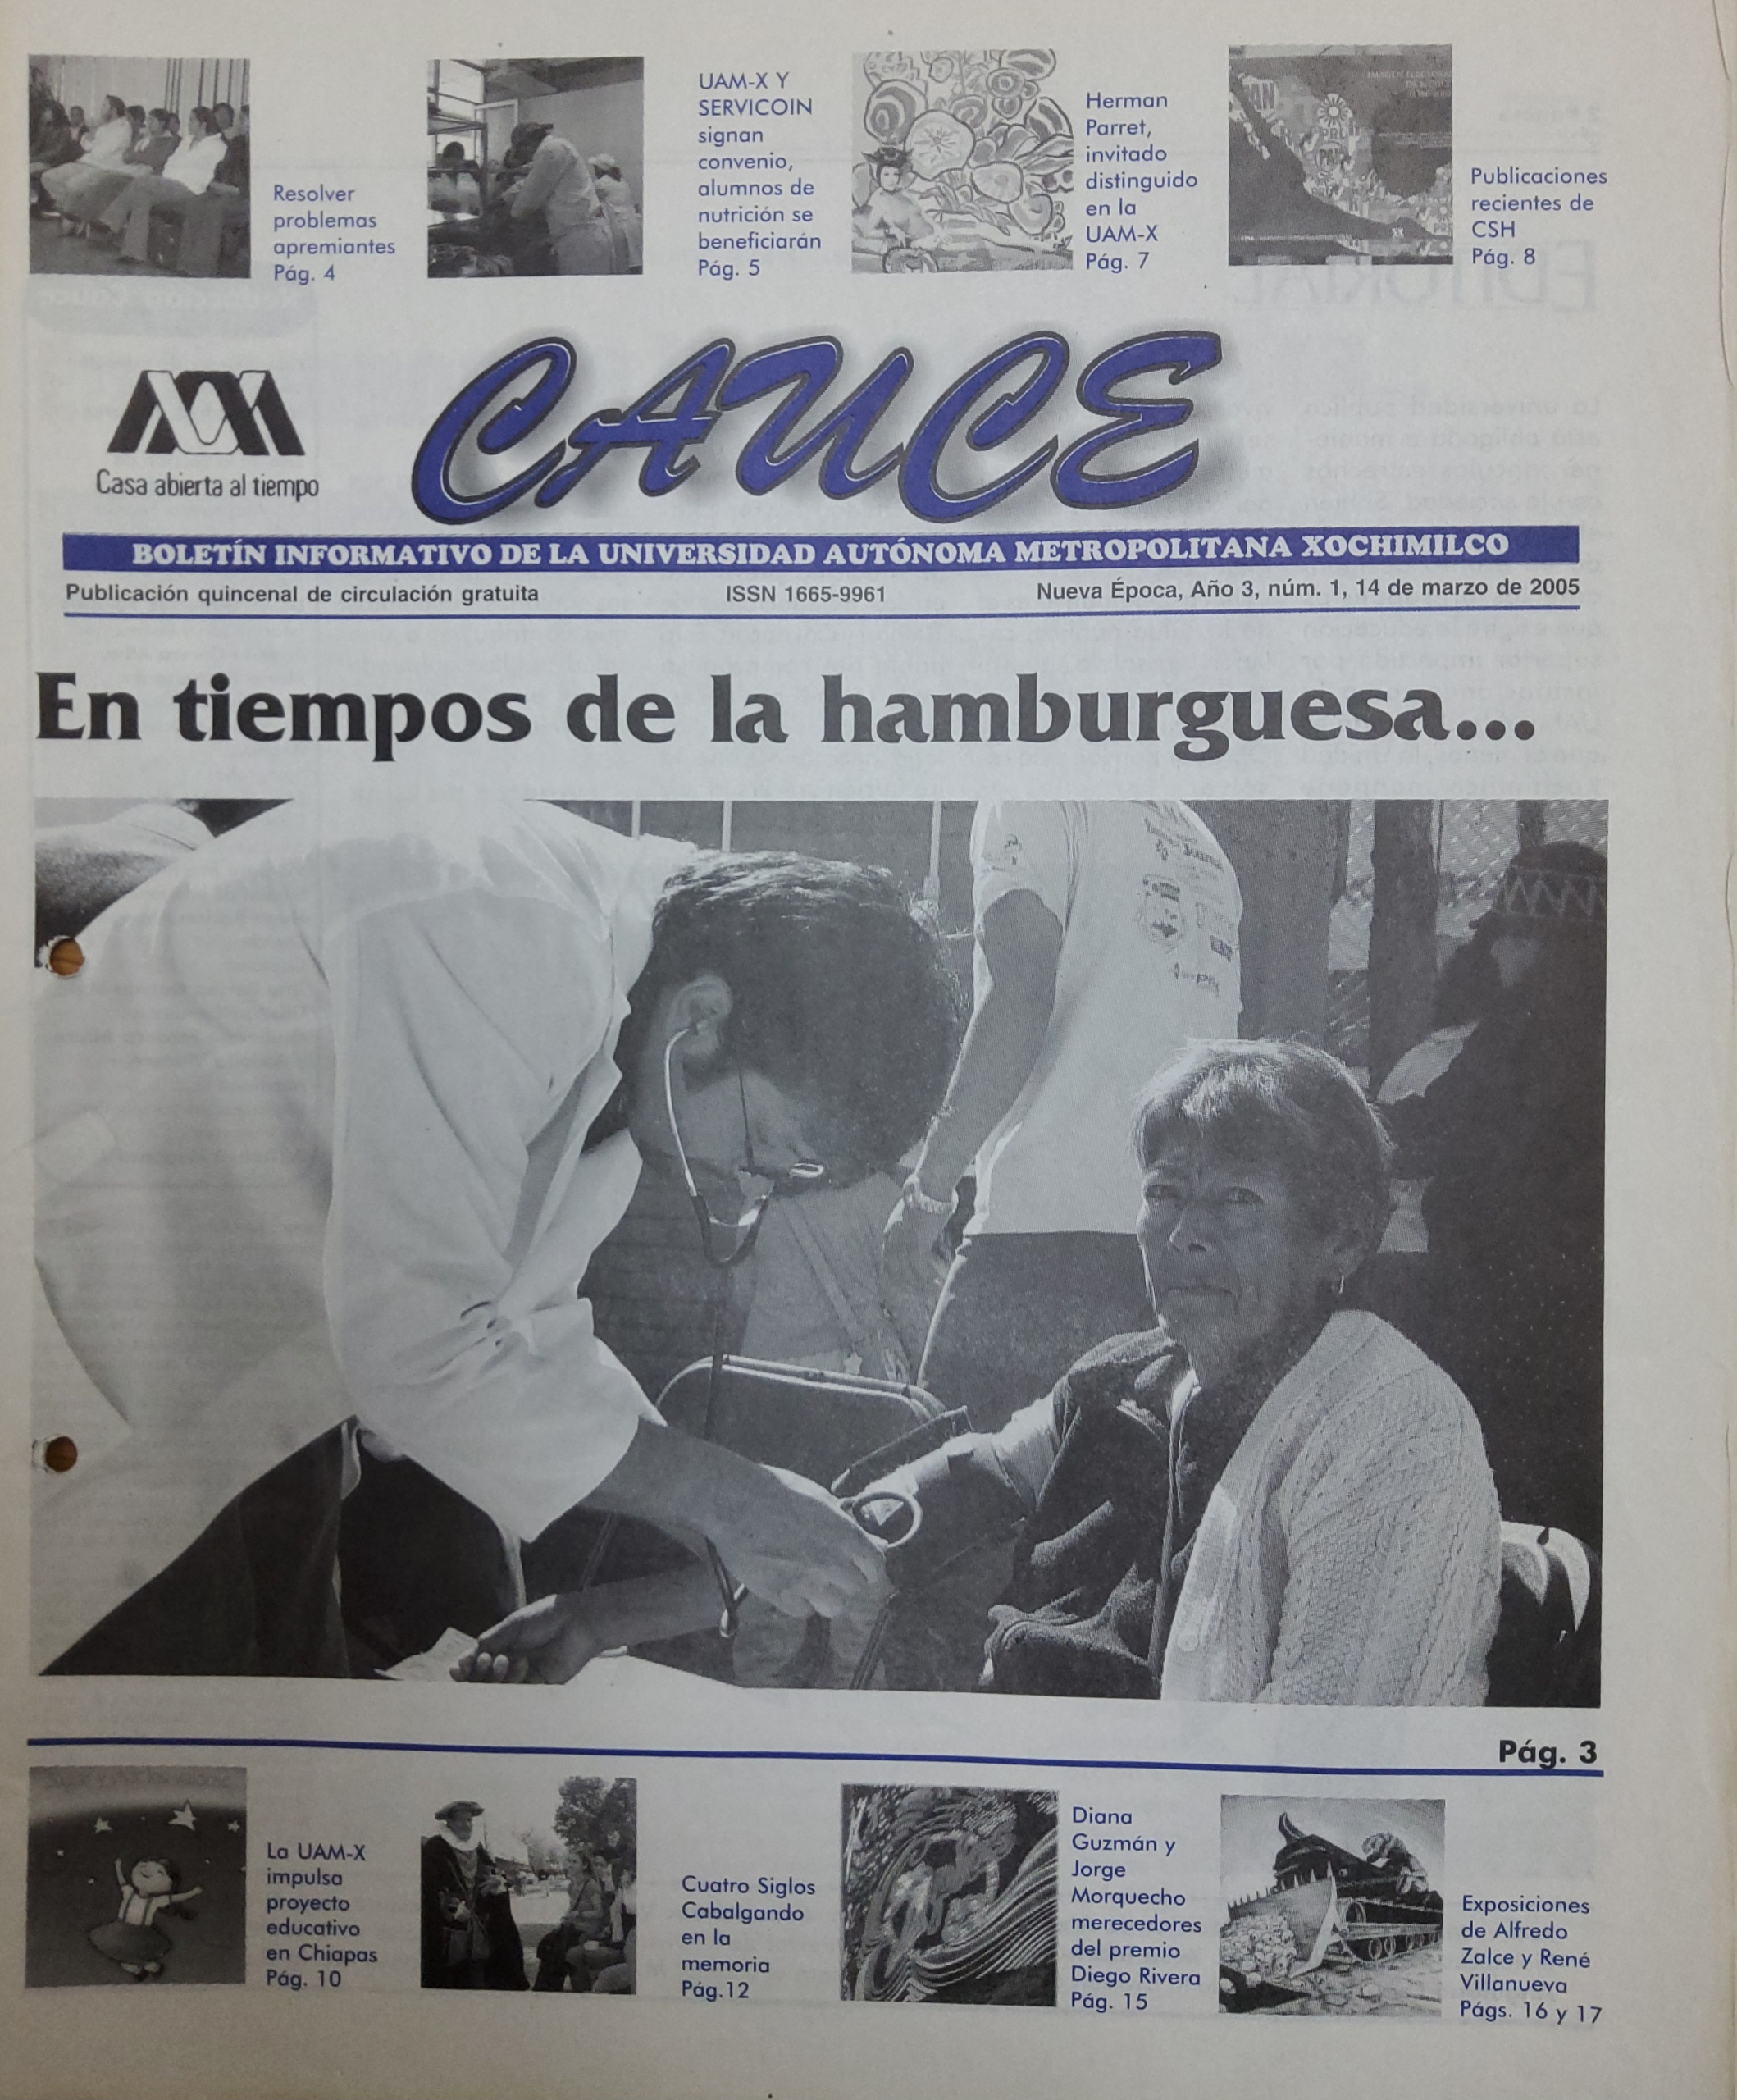 Resolver
problemas
apremiantes
Pág. 4
UAM-X Y
SERVICOIN
signan
convenio,
alumnos de
nutrición se
beneficiarán
Pág. 5
Herman
Parret,
invitado
distinguido
en la
UAM-X
Pág. 7
PAN
PRI
PAN
Publicaciones
recientes de
CSH
Pág. 8
Casa abierta al tiempo
CAUCE
BOLETÍN INFORMATIVO DE LA UNIVERSIDAD AUTÓNOMA METROPOLITANA XOCHIMILCO
Publicación quincenal de circulación gratuita
ISSN 1665-9961
Nueva Época, Año 3, núm. 1, 14 de marzo de 2005
En tiempos de la hamburguesa...
Pág. 3
La UAM-X
impulsa
proyecto
educativo
en Chiapas
Pág. 10
Cuatro Siglos
Cabalgando
en la
memoria
Pág.12
Diana
Guzmán y
Jorge
Morquecho
merecedores
del premio
Diego Rivera
Pág. 15
Exposiciones
de Alfredo
Zalce y René
Villanueva
Págs. 16 y 17